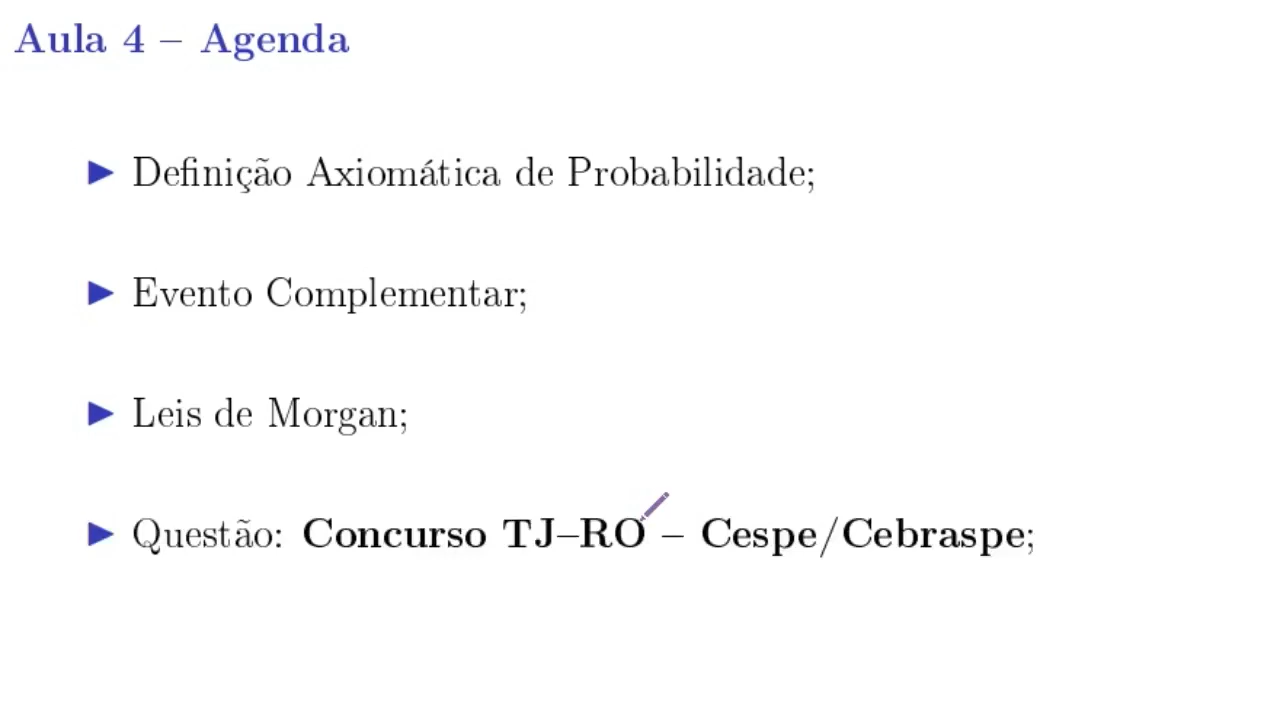 Aula 4 – Agenda
Definição Axiomática de Probabilidade;
Evento Complementar;
Leis de Morgan;
Questão: Concurso TJ–RO – Cespe/Cebraspe;